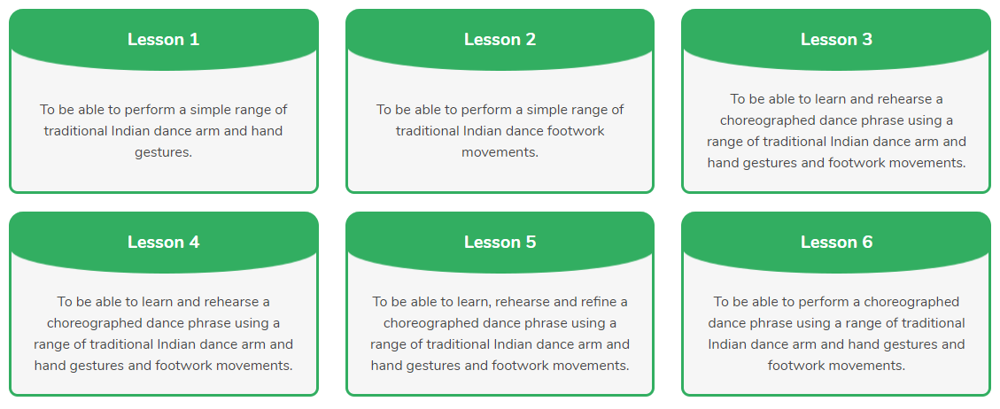 Lesson 1
To be able to perform a simple range of
traditional Indian dance arm and hand
gestures.
Lesson 2
To be able to perform a simple range of
traditional Indian dance footwork
movements.
Lesson 3
To be able to learn and rehearse a
choreographed dance phrase using a
range of traditional Indian dance arm and
hand gestures and footwork movements.
Lesson 4
To be able to learn and rehearse a
choreographed dance phrase using a
range of traditional Indian dance arm and
hand gestures and footwork movements.
Lesson 5
To be able to learn, rehearse and refine a
choreographed dance phrase using a
range of traditional Indian dance arm and
hand gestures and footwork movements.
Lesson 6
To be able to perform a choreographed
dance phrase using a range of traditional
Indian dance arm and hand gestures and
footwork movements.